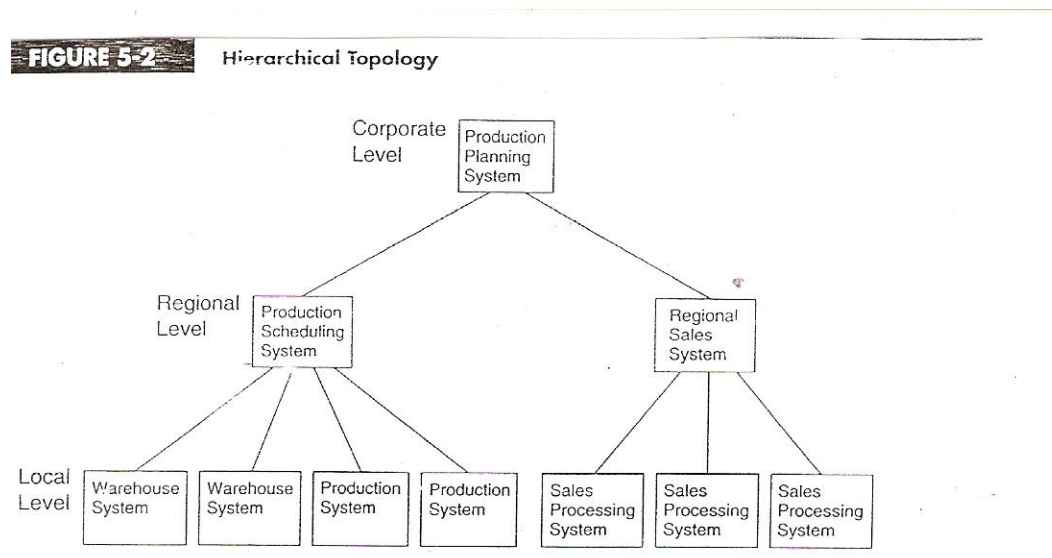 FIGURE 5-2
Hierarchical Topology
Corporate
Level
Production
Planning
System
Regional
Level
Production
Scheduling
System
Regional
Sales
System
Local
Level
Warehouse
System
Warehouse
System
Production
System
Production
System
Sales
Processing
System
Sales
Processing
System
Sales
Processing
System